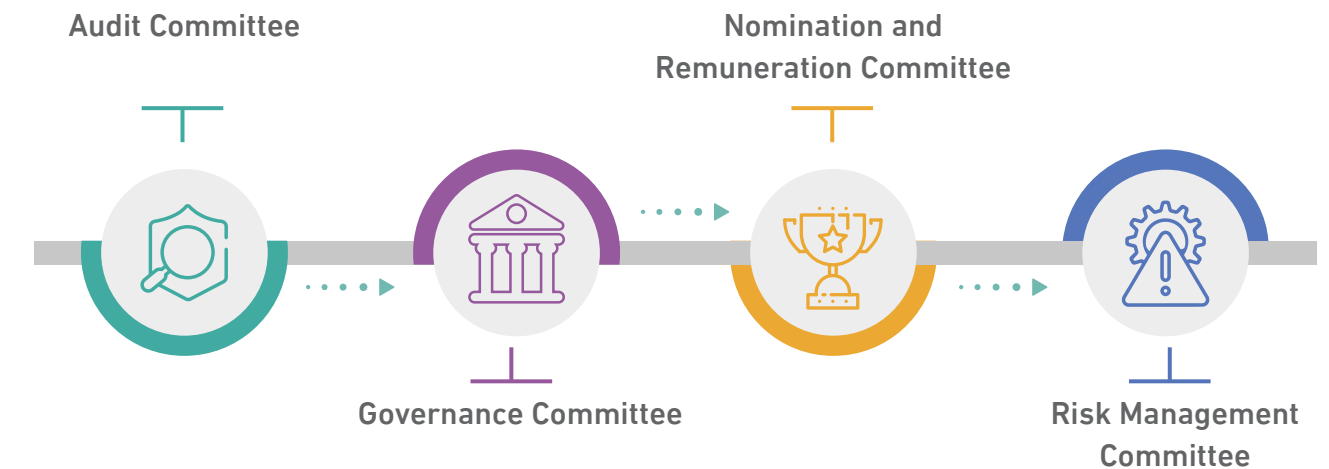 Audit Committee
Nomination and
Remuneration Committee
Governance Committee
Risk Management
Committee